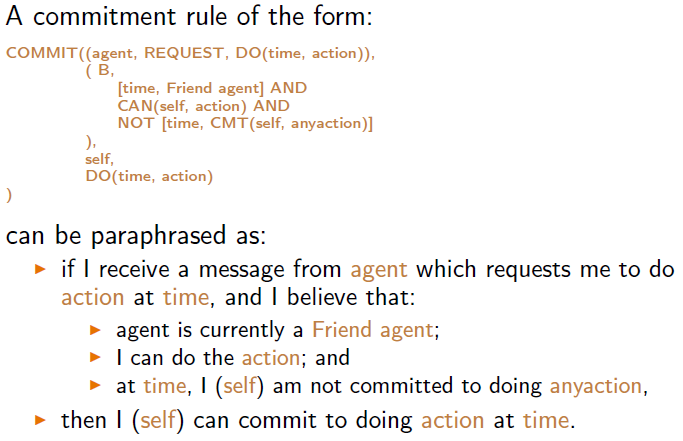 A commitment rule of the form:
COMMIT((agent, REQUEST, DO(time, action)),
( B,
[time, Friend agent] AND
CAN(self, action) AND
NOT [time, CMT(self, anyaction)]
),
self,
DO(time, action)
)
can be paraphrased as:
► if I receive a message from agent which requests me to do
action at time, and I believe that:
► agent is currently a Friend agent;
► I can do the action; and
► at time, I (self) am not committed to doing anyaction,
► then I (self) can commit to doing action at time.